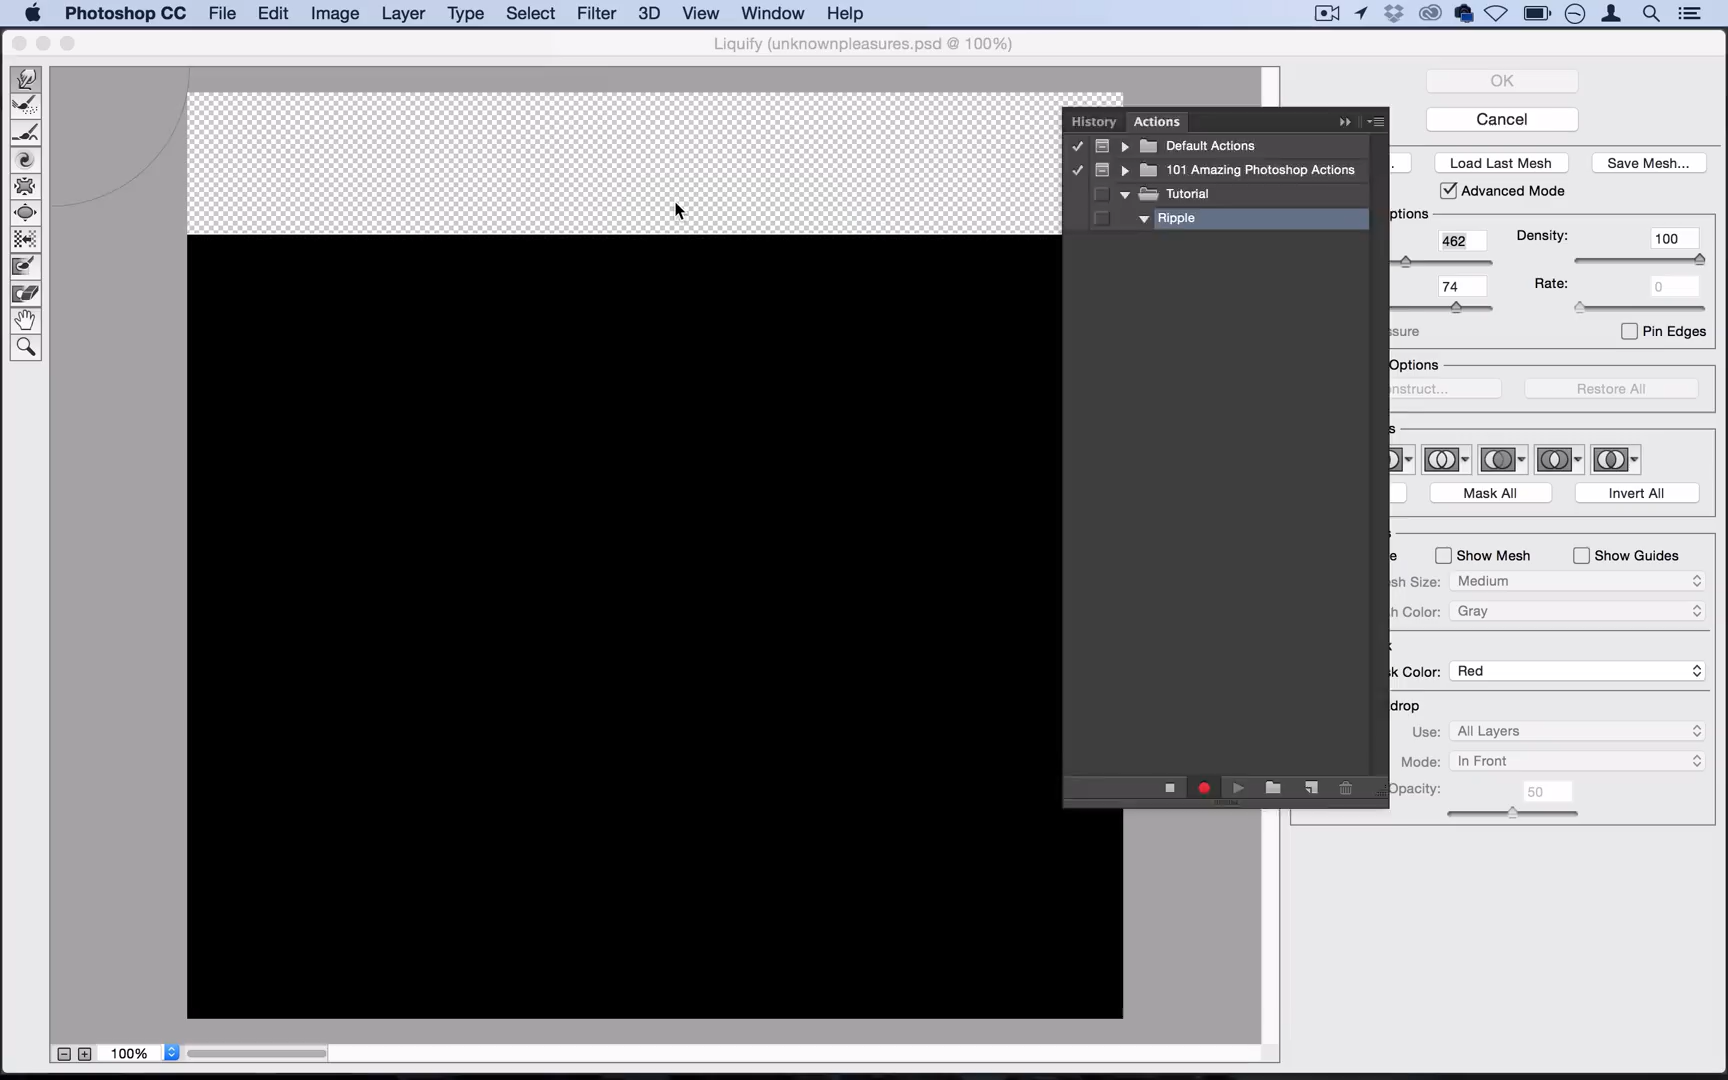 Photoshop CC File Edit Image Layer Type Select Filter 3D View Window Help
Liquify (unknownpleasures.psd @ 100%)
OK
Cancel
Load Last Mesh Save Mesh...
Advanced Mode
ptions
462 Density: 100
74 Rate: 0
ssure Pin Edges
Options
nstruct... Restore All
s
Mask All Invert All
s
e Show Mesh Show Guides
sh Size: Medium
h Color: Gray
k
sk Color: Red
drop
Use: All Layers
Mode: In Front
Opacity: 50
History Actions
Default Actions
101 Amazing Photoshop Actions
Tutorial
Ripple
100%